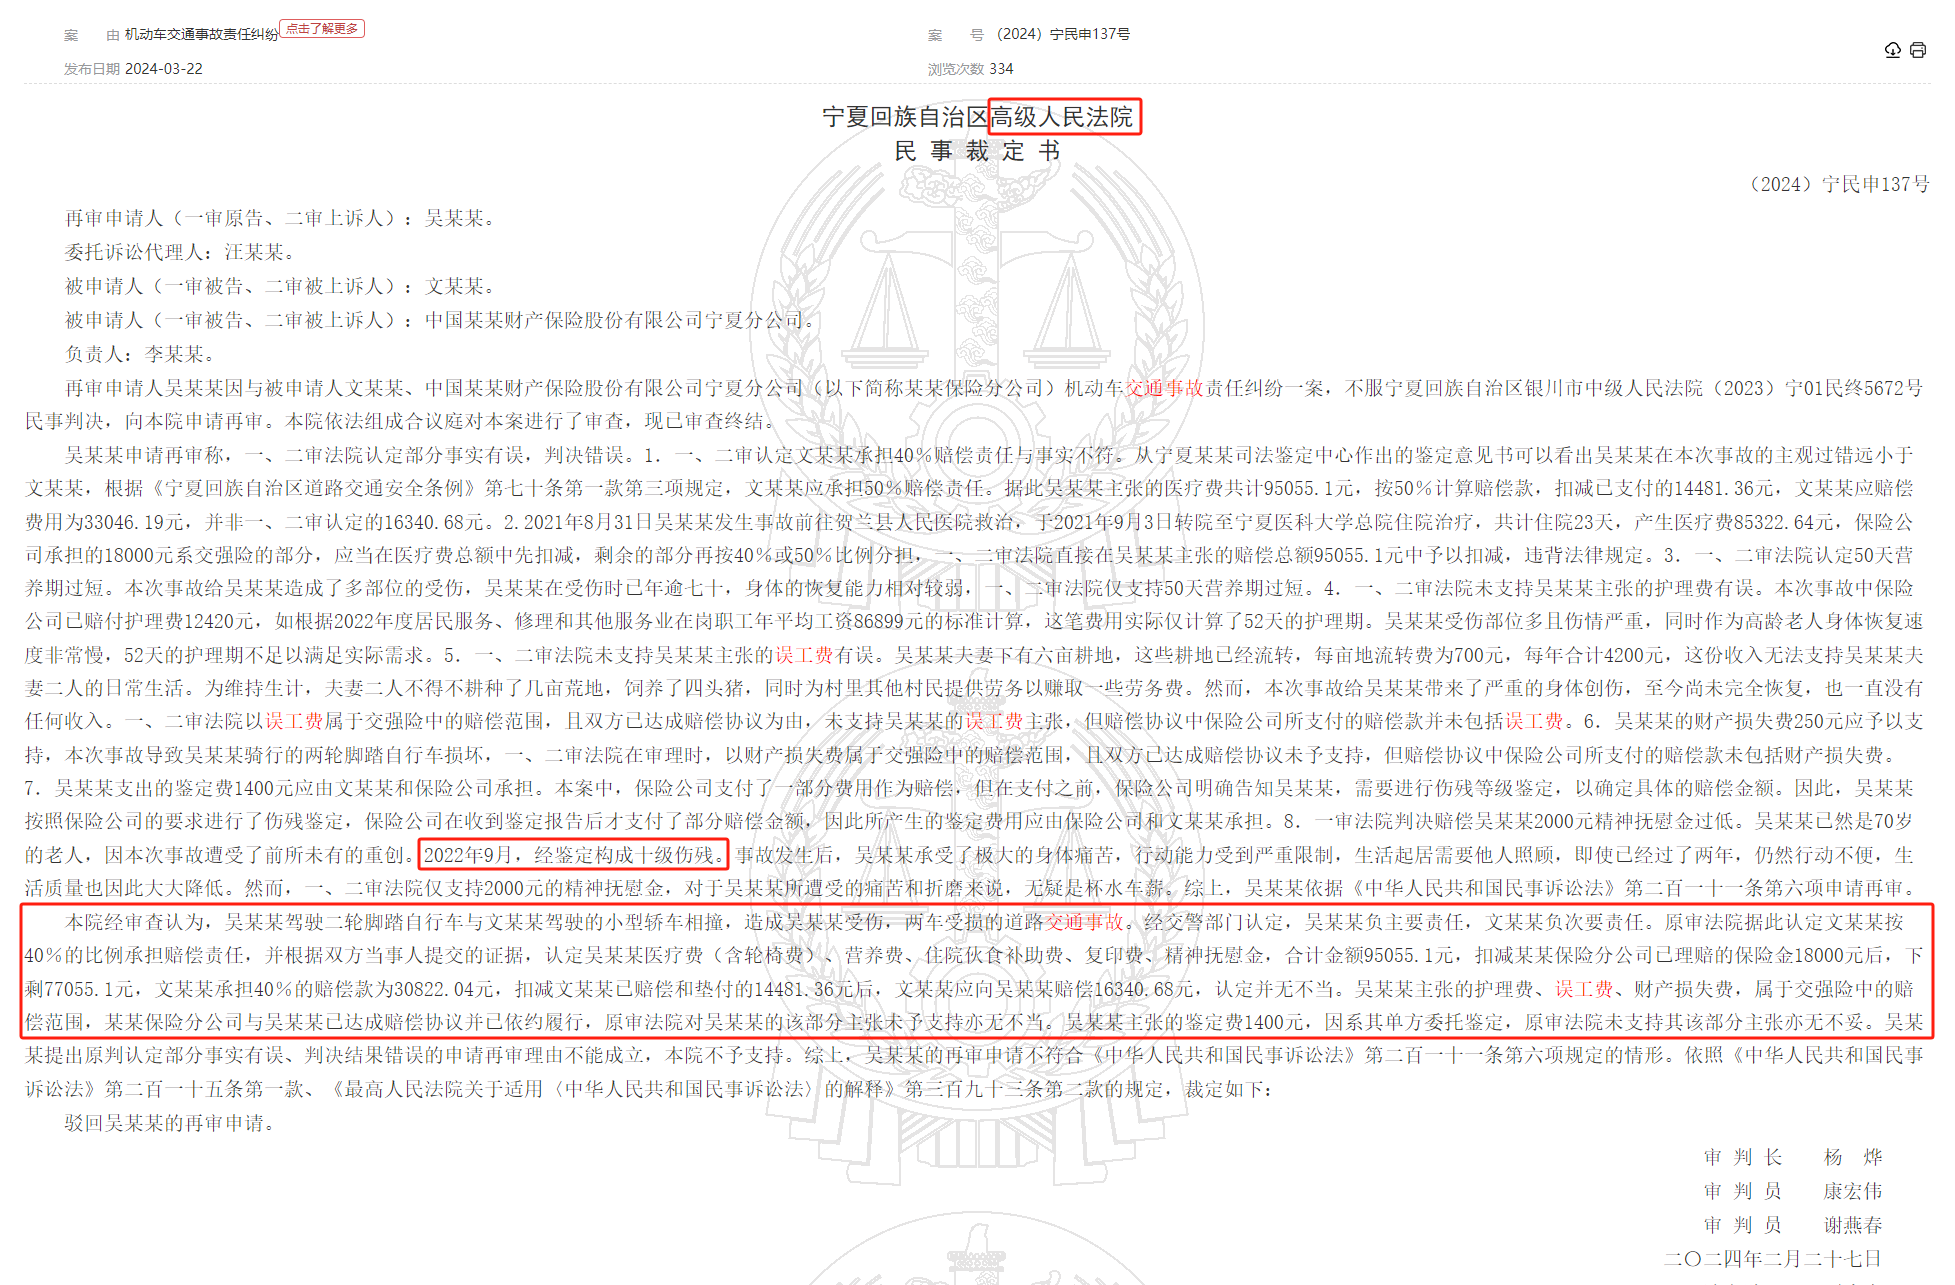 案 由 机动车交通事故责任纠纷 点击了解更多
案 号 （2024）宁民申137号
发布日期 2024-03-22
浏览次数 334
宁夏回族自治区高级人民法院
民事裁定书
（2024）宁民申137号
再审申请人（一审原告、二审上诉人）：吴某某。
委托诉讼代理人：汪某某。
被申请人（一审被告、二审被上诉人）：文某某。
被申请人（一审被告、二审被上诉人）：中国某某财产保险股份有限公司宁夏分公司。
负责人：李某某。
再审申请人吴某某因与被申请人文某某、中国某某财产保险股份有限公司宁夏分公司（以下简称某某保险分公司）机动车交通事故责任纠纷一案，不服宁夏回族自治区银川市中级人民法院（2023）宁01民终5672号
民事判决，向本院申请再审。本院依法组成合议庭对本案进行了审查，现已审查终结。
吴某某申请再审称，一、二审法院认定部分事实有误，判决错误。1. 一、二审认定文某某承担40%赔偿责任与事实不符。从宁夏某某司法鉴定中心作出的鉴定意见书可以看出吴某某在本次事故的主观过错远小于
文某某，根据《宁夏回族自治区道路交通安全条例》第七十条第一款第三项规定，文某某应承担50%赔偿责任。据此吴某某主张的医疗费共计95055.1元，按50%计算赔偿款，扣减已支付的14481.36元，文某某应赔偿
费用为33046.19元，并非一、二审认定的16340.68元。2.2021年8月31日吴某某发生事故前往贺兰县人民医院救治，于2021年9月3日转院至宁夏医科大学总院住院治疗，共计住院23天，产生医疗费85322.64元，保险公
司承担的18000元系交强险的部分，应当在医疗费总额中先扣减，剩余的部分再按40%或50%比例分担，一、二审法院直接在吴某某主张的赔偿总额95055.1元中予以扣减，违背法律规定。3. 一、二审法院认定50天营
养期过短。本次事故给吴某某造成了多部位的受伤，吴某某在受伤时已年逾七十，身体的恢复能力相对较弱，一、二审法院仅支持50天营养期过短。4. 一、二审法院未支持吴某某主张的护理费有误。本次事故中保险
公司已赔付护理费12420元，如根据2022年度居民服务、修理和其他服务业在岗职工年平均工资86899元的标准计算，这笔费用实际仅计算了52天的护理期。吴某某受伤部位多且伤情严重，同时作为高龄老人身体恢复速
度非常慢，52天的护理期不足以满足实际需求。5. 一、二审法院未支持吴某某主张的误工费有误。吴某某夫妻下有六亩耕地，这些耕地已经流转，每亩地流转费为700元，每年合计4200元，这份收入无法支持吴某某夫
妻二人的日常生活。为维持生计，夫妻二人不得不耕种了几亩荒地，饲养了四头猪，同时为村里其他村民提供劳务以赚取一些劳务费。然而，本次事故给吴某某带来了严重的身体创伤，至今尚未完全恢复，也一直没有
任何收入。一、二审法院以误工费属于交强险中的赔偿范围，且双方已达成赔偿协议为由，未支持吴某某的误工费主张，但赔偿协议中保险公司所支付的赔偿款并未包括误工费。6. 吴某某的财产损失费250元应予以支
持，本次事故导致吴某某骑行的两轮脚踏自行车损坏，一、二审法院在审理时，以财产损失费属于交强险中的赔偿范围，且双方已达成赔偿协议未予支持，但赔偿协议中保险公司所支付的赔偿款未包括财产损失费。
7. 吴某某支出的鉴定费1400元应由文某某和保险公司承担。本案中，保险公司支付了一部分费用作为赔偿，但在支付之前，保险公司明确告知吴某某，需要进行伤残等级鉴定，以确定具体的赔偿金额。因此，吴某某
按照保险公司的要求进行了伤残鉴定，保险公司在收到鉴定报告后才支付了部分赔偿金额，因此所产生的鉴定费用应由保险公司和文某某承担。8. 一审法院判决赔偿吴某某2000元精神抚慰金过低。吴某某已然是70岁
的老人，因本次事故遭受了前所未有的重创。2022年9月，经鉴定构成十级伤残。事故发生后，吴某某承受了极大的身体痛苦，行动能力受到严重限制，生活起居需要他人照顾，即使已经过了两年，仍然行动不便，生
活质量也因此大大降低。然而，一、二审法院仅支持2000元的精神抚慰金，对于吴某某所遭受的痛苦和折磨来说，无疑是杯水车薪。综上，吴某某依据《中华人民共和国民事诉讼法》第二百一十一条第六项申请再审。
本院经审查认为，吴某某驾驶二轮脚踏自行车与文某某驾驶的小型轿车相撞，造成吴某某受伤，两车受损的道路交通事故。经交警部门认定，吴某某负主要责任，文某某负次要责任。原审法院据此认定文某某按
40%的比例承担赔偿责任，并根据双方当事人提交的证据，认定吴某某医疗费（含轮椅费）、营养费、住院伙食补助费、复印费、精神抚慰金，合计金额95055.1元，扣减某某保险分公司已理赔的保险金18000元后，下
剩77055.1元，文某某承担40%的赔偿款为30822.04元，扣减文某某已赔偿和垫付的14481.36元后，文某某应向吴某某赔偿16340.68元，认定并无不当。吴某某主张的护理费、误工费、财产损失费，属于交强险中的赔
偿范围，某某保险分公司与吴某某已达成赔偿协议并已依约履行，原审法院对吴某某的该部分主张未予支持亦无不当。吴某某主张的鉴定费1400元，因系其单方委托鉴定，原审法院未支持其该部分主张亦无不妥。吴某
某提出原判认定部分事实有误、判决结果错误的申请再审理由不能成立，本院不予支持。综上，吴某某的再审申请不符合《中华人民共和国民事诉讼法》第二百一十一条第六项规定的情形。依照《中华人民共和国民事
诉讼法》第二百一十五条第一款、《最高人民法院关于适用〈中华人民共和国民事诉讼法〉的解释》第三百九十三条第二款的规定，裁定如下：
驳回吴某某的再审申请。
审 判 长 杨 烨
审 判 员 康宏伟
审 判 员 谢燕春
二〇二四年二月二十七日